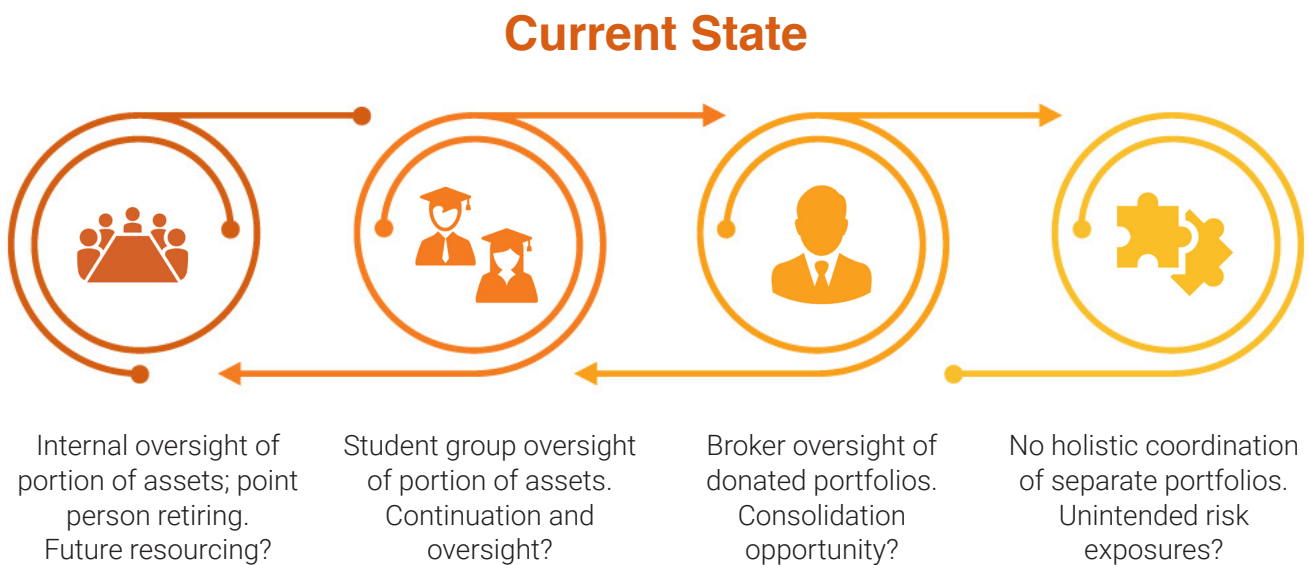 Current State
Internal oversight of
portion of assets; point
person retiring.
Future resourcing?
Student group oversight
of portion of assets.
Continuation and
oversight?
Broker oversight of
donated portfolios.
Consolidation
opportunity?
No holistic coordination
of separate portfolios.
Unintended risk
exposures?